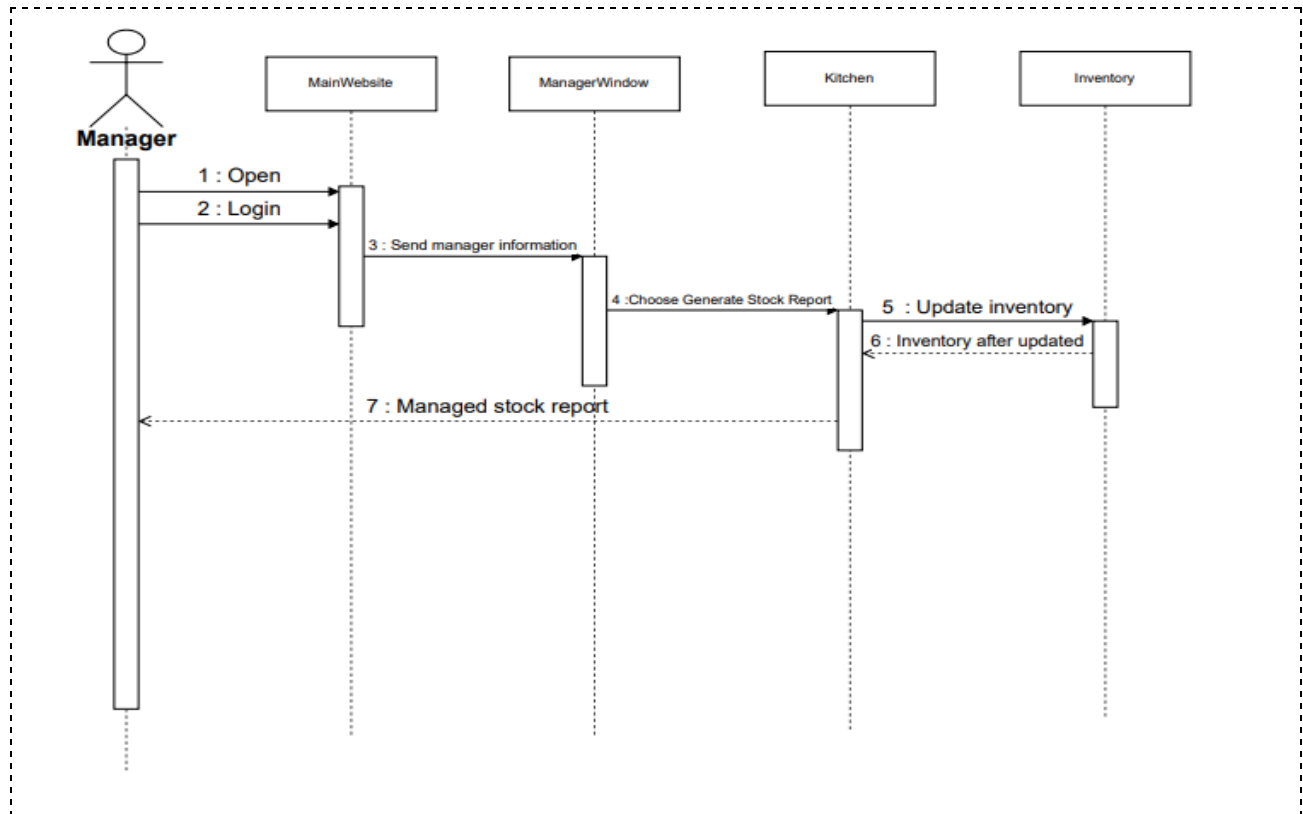 MainWebsite
ManagerWindow
Kitchen
Inventory
Manager
1 : Open
2 : Login
3 : Send manager information
4 :Choose Generate Stock Report
5  : Update inventory
6 : Inventory after updated
7 : Managed stock report